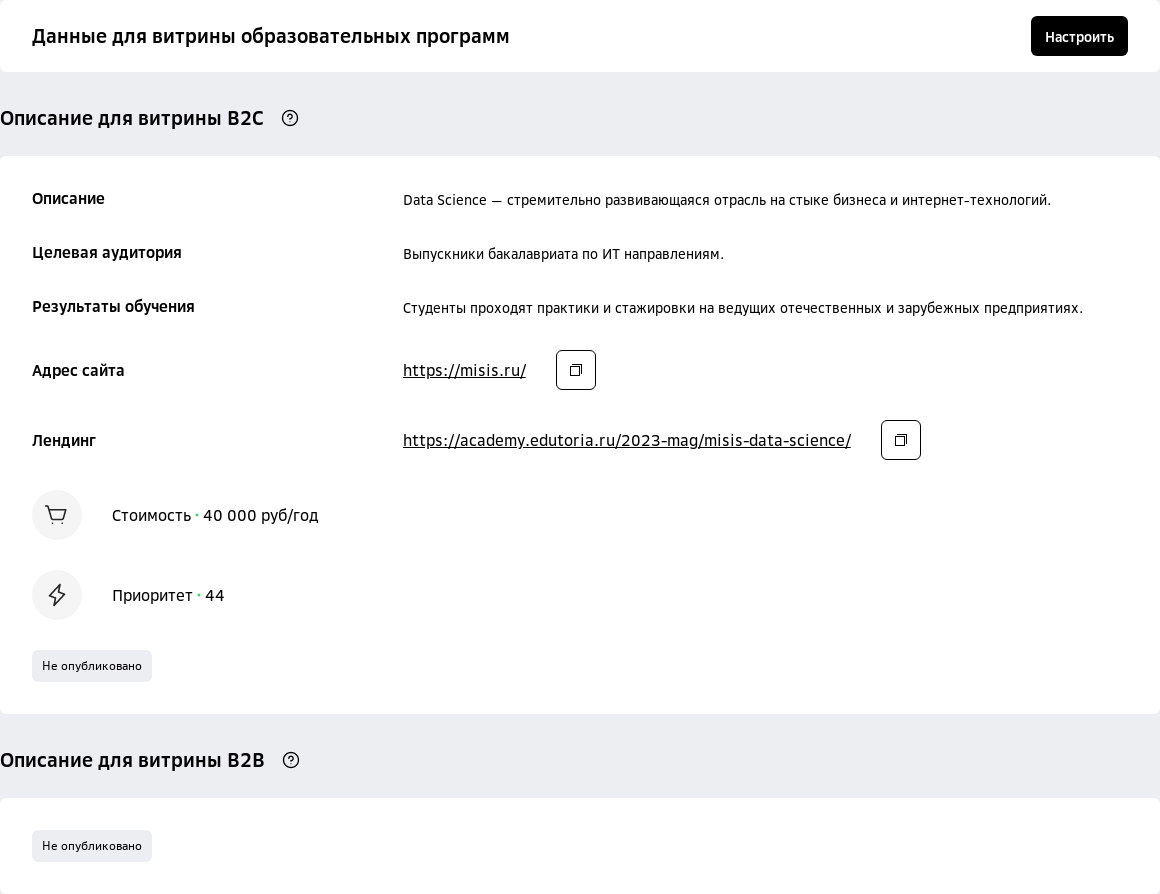 Данные для витрины образовательных программ
Настроить
Описание для витрины B2C
Описание
Data Science — стремительно развивающаяся отрасль на стыке бизнеса и интернет-технологий.
Целевая аудитория
Выпускники бакалавриата по ИТ направлениям.
Результаты обучения
Студенты проходят практики и стажировки на ведущих отечественных и зарубежных предприятиях.
Адрес сайта
https://misis.ru/
Лендинг
https://academy.edutoria.ru/2023-mag/misis-data-science/
Стоимость · 40 000 руб/год
Приоритет · 44
Не опубликовано
Описание для витрины B2B
Не опубликовано